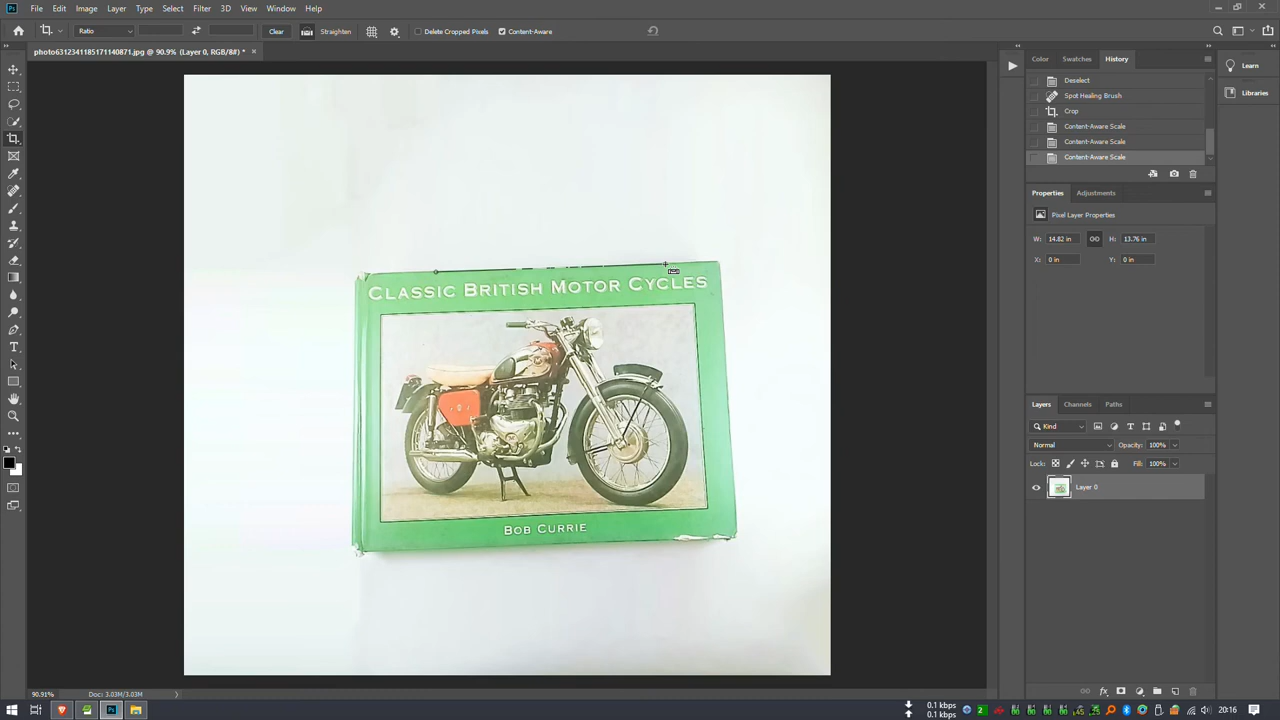 File Edit Image Layer Type Select Filter 3D View Window Help
Ratio Clear Straighten Delete Cropped Pixels Content-Aware
photo6312341185171140871.jpg @ 90.9% (Layer 0, RGB/8#) * ×
Color Swatches History
Learn
Libraries
Deselect
Spot Healing Brush
Crop
Content-Aware Scale
Content-Aware Scale
Content-Aware Scale
Properties Adjustments
Pixel Layer Properties
W: 14.82 in H: 13.76 in
X: 0 in Y: 0 in
CLASSIC BRITISH MOTOR CYCLES
BOB CURRIE
Layers Channels Paths
Kind
Normal Opacity: 100%
Lock: Fill: 100%
Layer 0
90.91% Doc: 3.03M/3.03M
0.1 kbps
0.1 kbps
2
20:16